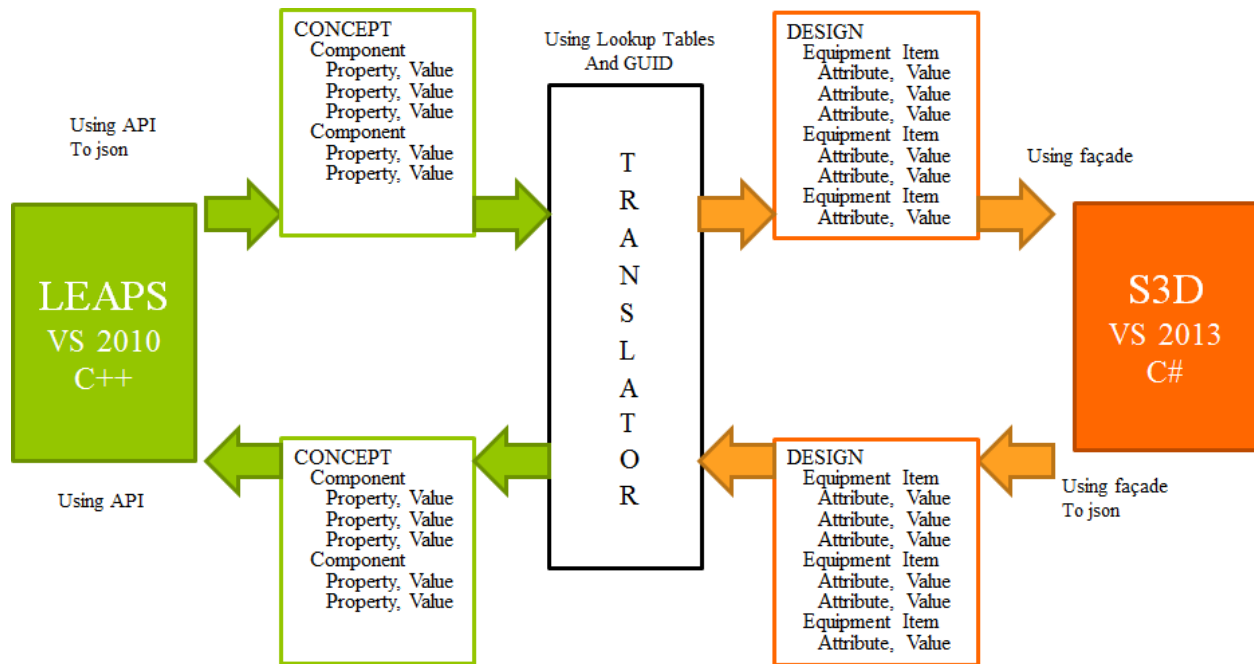 Using API
To json
LEAPS
VS 2010
C++
Using API
CONCEPT
Component
Property, Value
Property, Value
Property, Value
Component
Property, Value
Property, Value
CONCEPT
Component
Property, Value
Property, Value
Property, Value
Component
Property, Value
Property, Value
Using Lookup Tables
And GUID
T
R
A
N
S
L
A
T
O
R
DESIGN
Equipment Item
Attribute, Value
Attribute, Value
Attribute, Value
Equipment Item
Attribute, Value
Attribute, Value
Equipment Item
Attribute, Value
DESIGN
Equipment Item
Attribute, Value
Attribute, Value
Attribute, Value
Equipment Item
Attribute, Value
Attribute, Value
Equipment Item
Attribute, Value
Using façade
S3D
VS 2013
C#
Using façade
To json